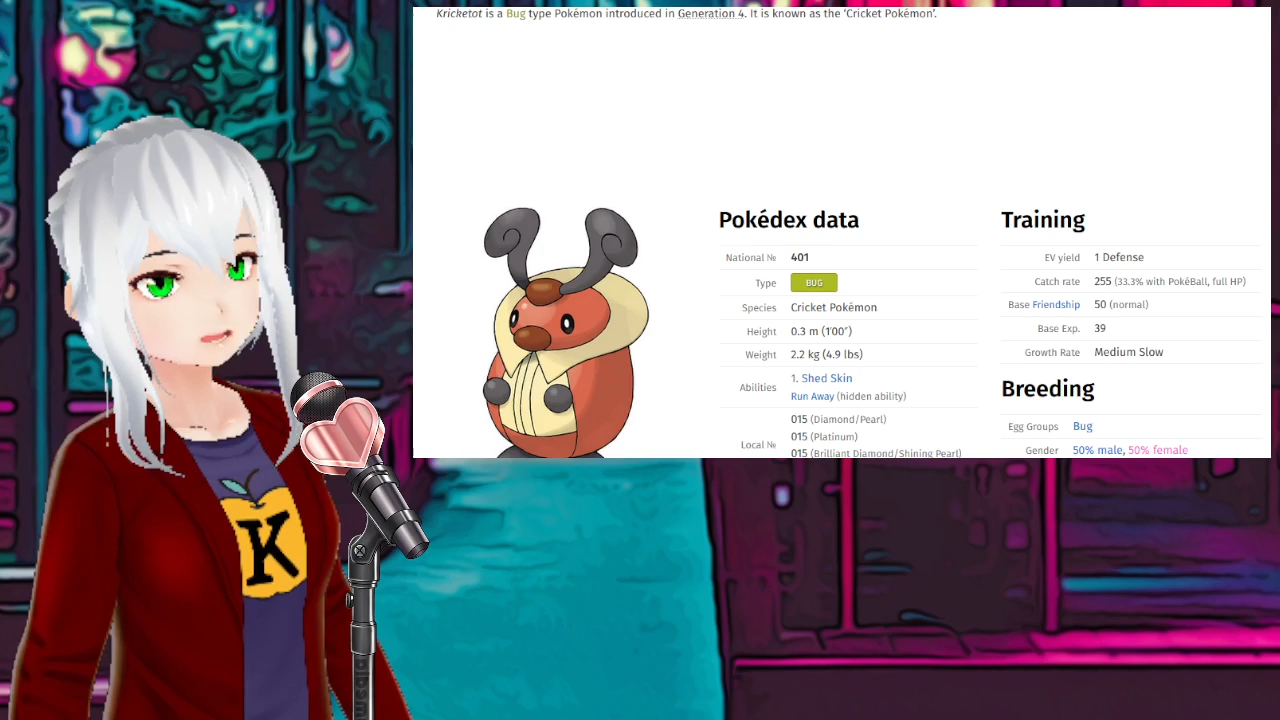 Kricketot is a Bug type Pokémon introduced in Generation 4. It is known as the ‘Cricket Pokémon’.
Pokédex data
National № 401
Type BUG
Species Cricket Pokémon
Height 0.3 m (1′00″)
Weight 2.2 kg (4.9 lbs)
Abilities 1. Shed Skin
Run Away (hidden ability)
Local № 015 (Diamond/Pearl)
015 (Platinum)
015 (Brilliant Diamond/Shining Pearl)
Training
EV yield 1 Defense
Catch rate 255 (33.3% with PokéBall, full HP)
Base Friendship 50 (normal)
Base Exp. 39
Growth Rate Medium Slow
Breeding
Egg Groups Bug
Gender 50% male, 50% female
K